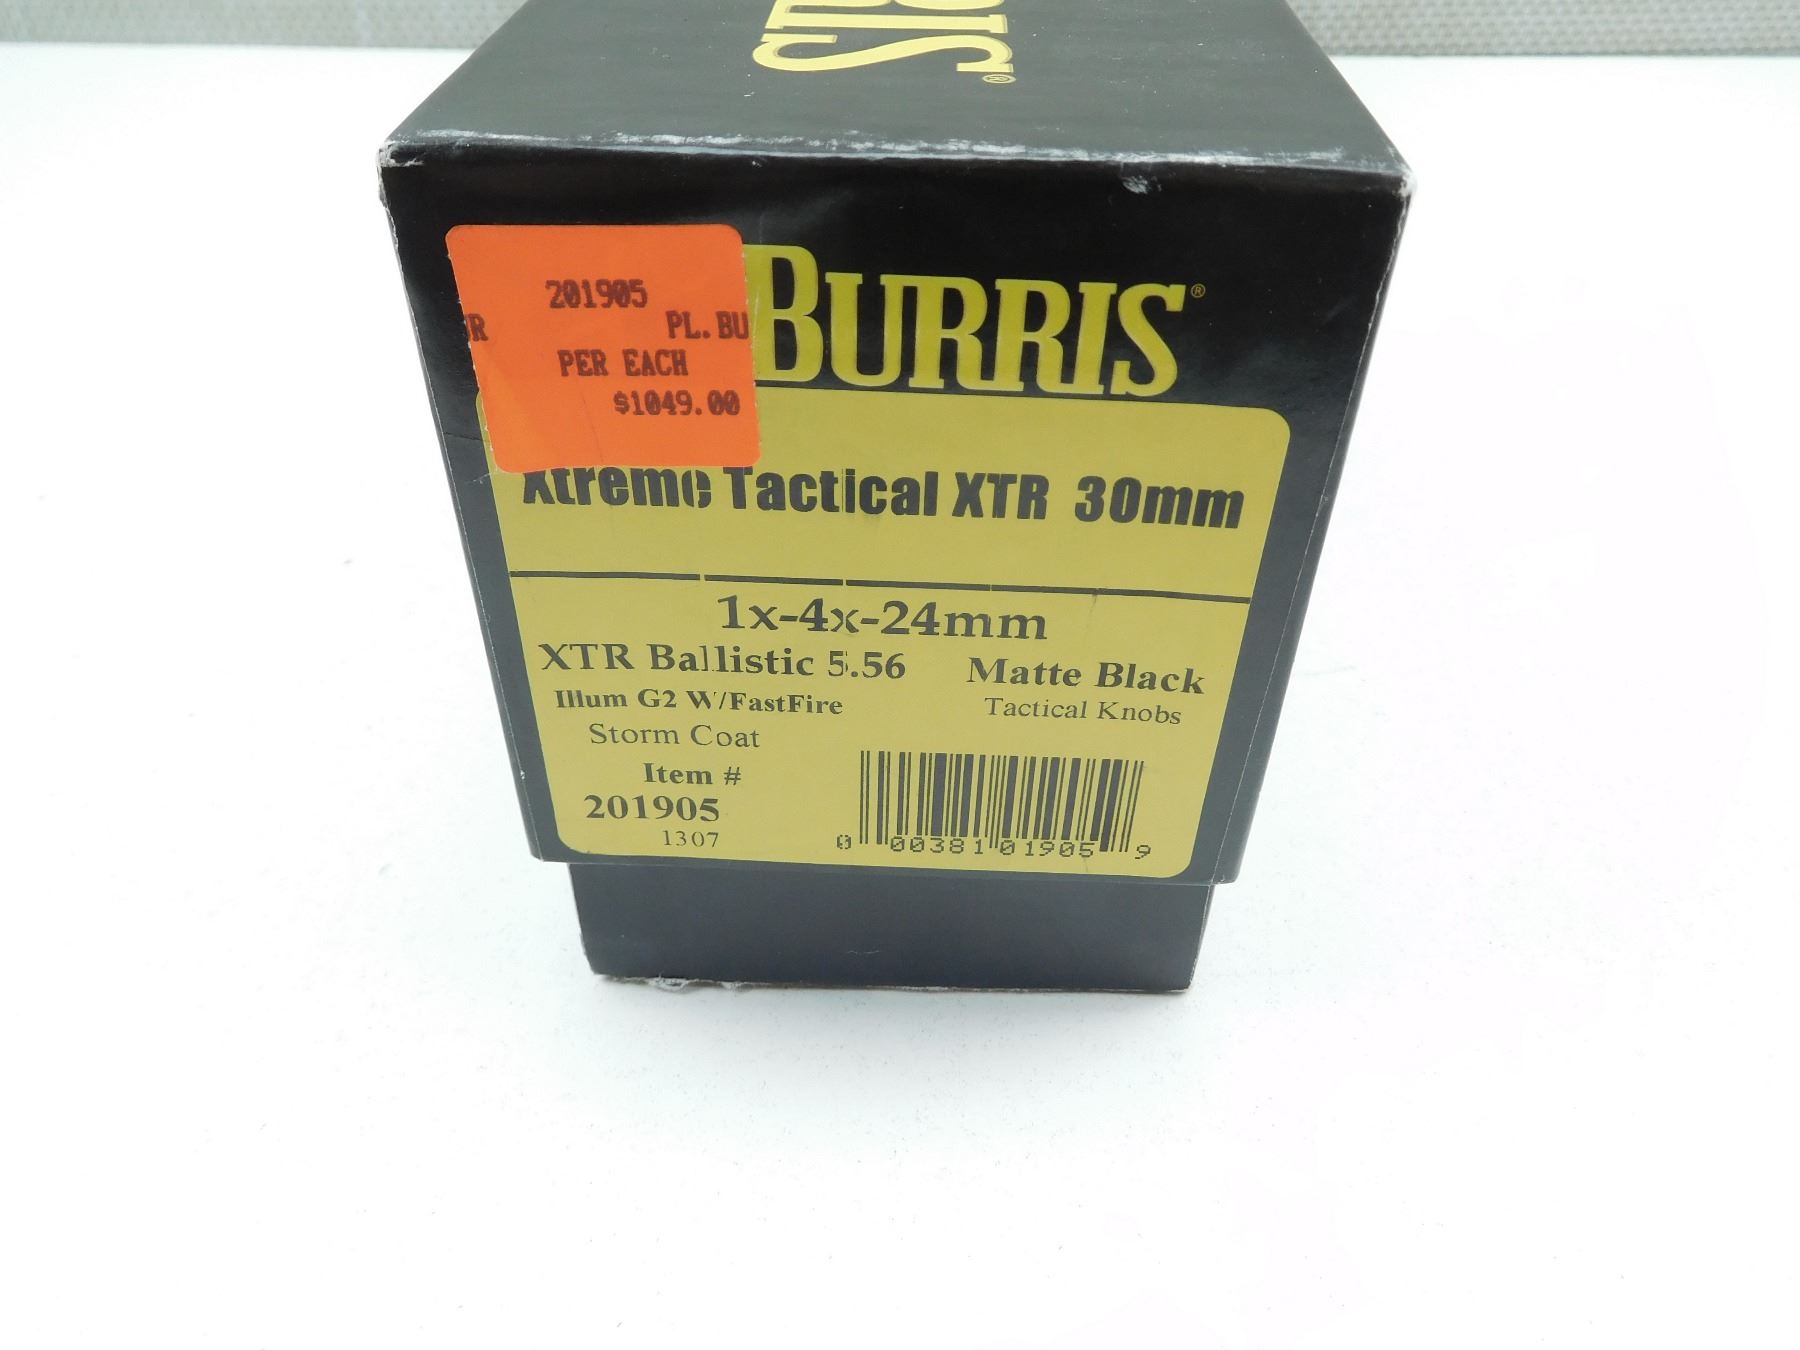 RIS®
201905
R PL. BU
PER EACH
$1049.00
BURRIS®
Xtreme Tactical XTR 30mm
1x-4x-24mm
XTR Ballistic 5.56 Matte Black
Illum G2 W/FastFire Tactical Knobs
Storm Coat
Item #
201905
1307
0 00381 01905 9